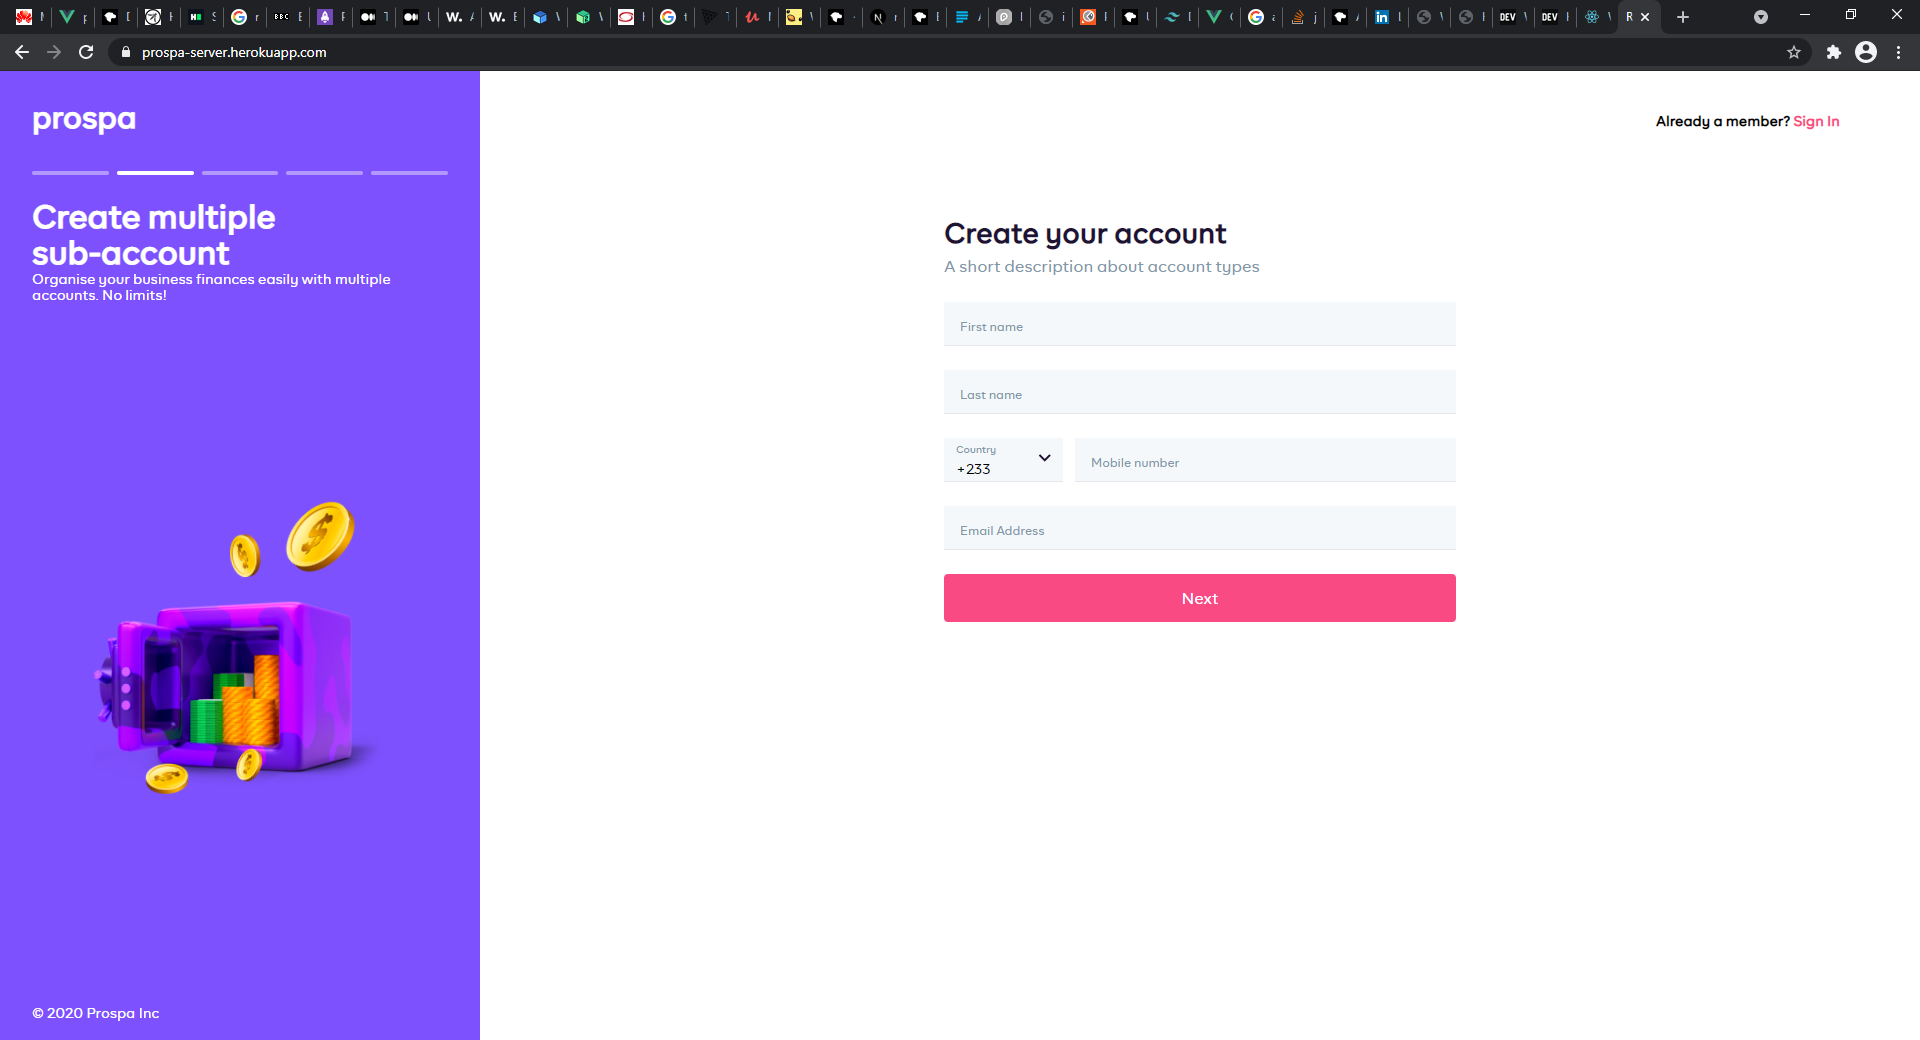 prospa-server.herokuapp.com
prospa
Already a member? Sign In
Create multiple
sub-account
Organise your business finances easily with multiple
accounts. No limits!
Create your account
A short description about account types
First name
Last name
Country
+233
Mobile number
Email Address
Next
© 2020 Prospa Inc